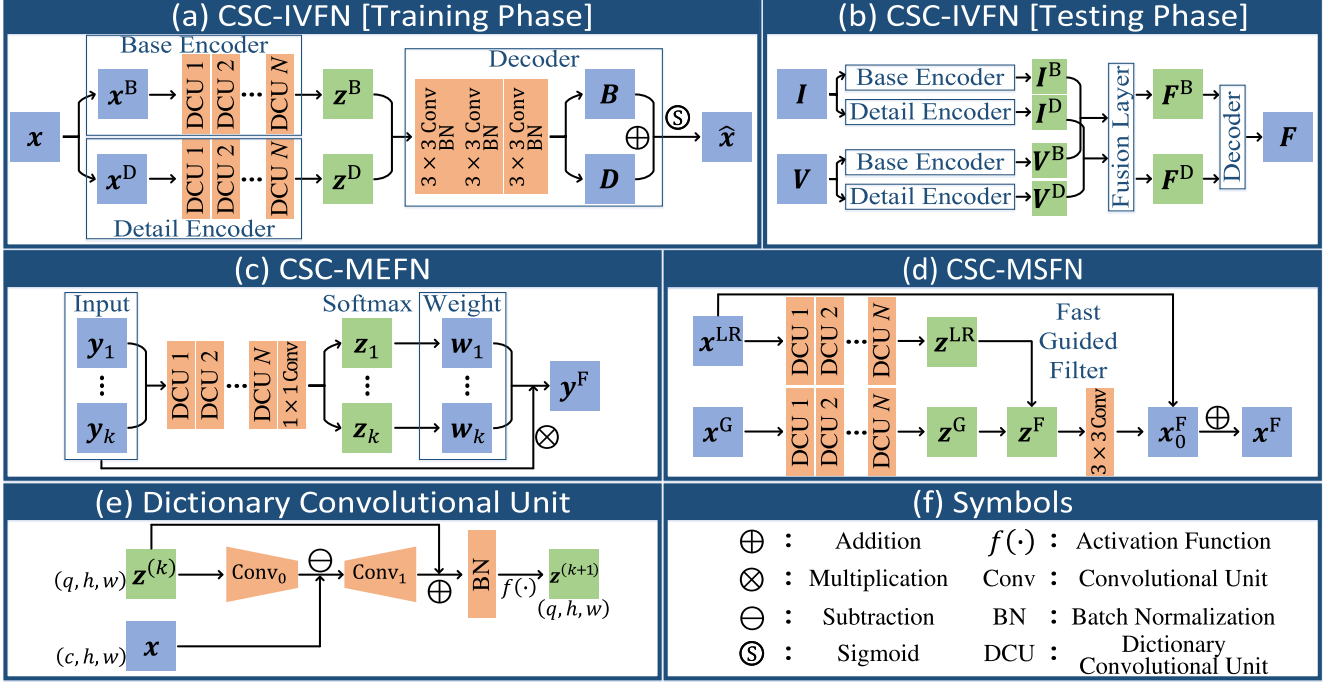 (a) CSC-IVFN [Training Phase]
Base Encoder
Decoder
x
x^B
DCU 1
DCU 2
...
DCU N
z^B
x^D
DCU 1
DCU 2
...
DCU N
z^D
Detail Encoder
3 × 3 Conv
BN
3 × 3 Conv
BN
3 × 3 Conv
BN
B
D
⊕
Ⓢ
x̂
(b) CSC-IVFN [Testing Phase]
I
Base Encoder
I^B
Detail Encoder
I^D
V
Base Encoder
V^B
Detail Encoder
V^D
Fusion Layer
F^B
F^D
Decoder
F
(c) CSC-MEFN
Input
Softmax
Weight
y_1
⋮
y_k
DCU 1
DCU 2
...
DCU N
1 × 1 Conv
z_1
⋮
z_k
w_1
⋮
w_k
⊗
y^F
(d) CSC-MSFN
x^LR
DCU 1
DCU 2
...
DCU N
z^LR
Fast
Guided
Filter
x^G
DCU 1
DCU 2
...
DCU N
z^G
z^F
3 × 3 Conv
x_0^F
⊕
x^F
(e) Dictionary Convolutional Unit
(q, h, w)
z^(k)
Conv_0
⊖
Conv_1
⊕
BN
f(·)
z^(k+1)
(q, h, w)
(c, h, w)
x
(f) Symbols
⊕ : Addition
f(·) : Activation Function
⊗ : Multiplication
Conv : Convolutional Unit
⊖ : Subtraction
BN : Batch Normalization
Ⓢ : Sigmoid
DCU : Dictionary
Convolutional Unit